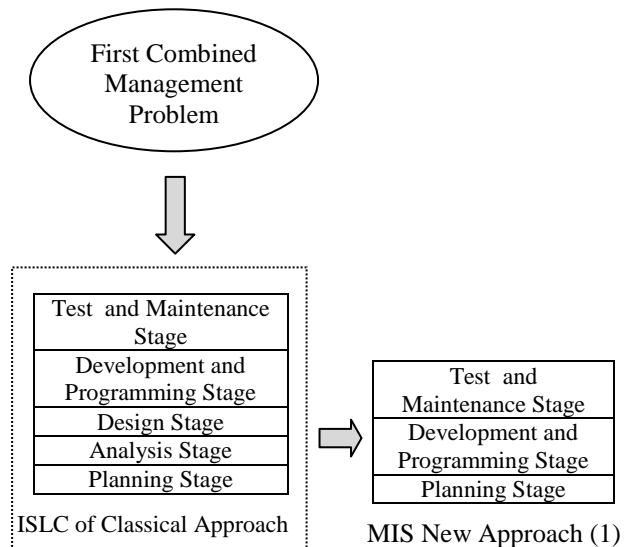 First Combined
Management
Problem
Test and Maintenance
Stage
Development and
Programming Stage
Design Stage
Analysis Stage
Planning Stage
ISLC of Classical Approach
Test and
Maintenance Stage
Development and
Programming Stage
Planning Stage
MIS New Approach (1)